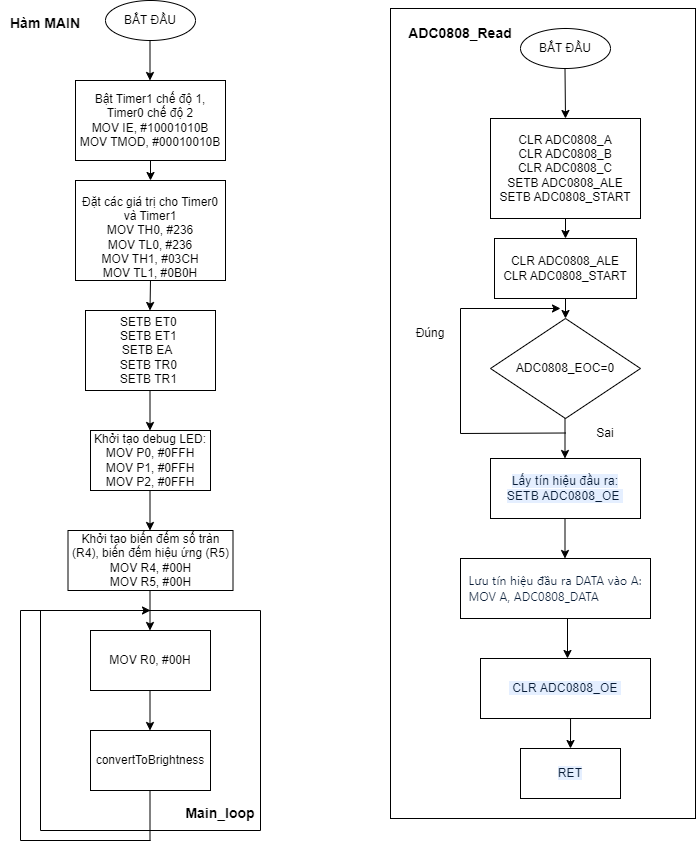 Hàm MAIN
BẮT ĐẦU
Bật Timer1 chế độ 1,
Timer0 chế độ 2
MOV IE, #10001010B
MOV TMOD, #00010010B
Đặt các giá trị cho Timer0
và Timer1
MOV TH0, #236
MOV TL0, #236
MOV TH1, #03CH
MOV TL1, #0B0H
SETB ET0
SETB ET1
SETB EA
SETB TR0
SETB TR1
Khởi tạo debug LED:
MOV P0, #0FFH
MOV P1, #0FFH
MOV P2, #0FFH
Khởi tạo biến đếm số tràn
(R4), biến đếm hiệu ứng (R5)
MOV R4, #00H
MOV R5, #00H
MOV R0, #00H
convertToBrightness
Main_loop
ADC0808_Read
BẮT ĐẦU
CLR ADC0808_A
CLR ADC0808_B
CLR ADC0808_C
SETB ADC0808_ALE
SETB ADC0808_START
CLR ADC0808_ALE
CLR ADC0808_START
Đúng
ADC0808_EOC=0
Sai
Lấy tín hiệu đầu ra:
SETB ADC0808_OE
Lưu tín hiệu đầu ra DATA vào A:
MOV A, ADC0808_DATA
CLR ADC0808_OE
RET